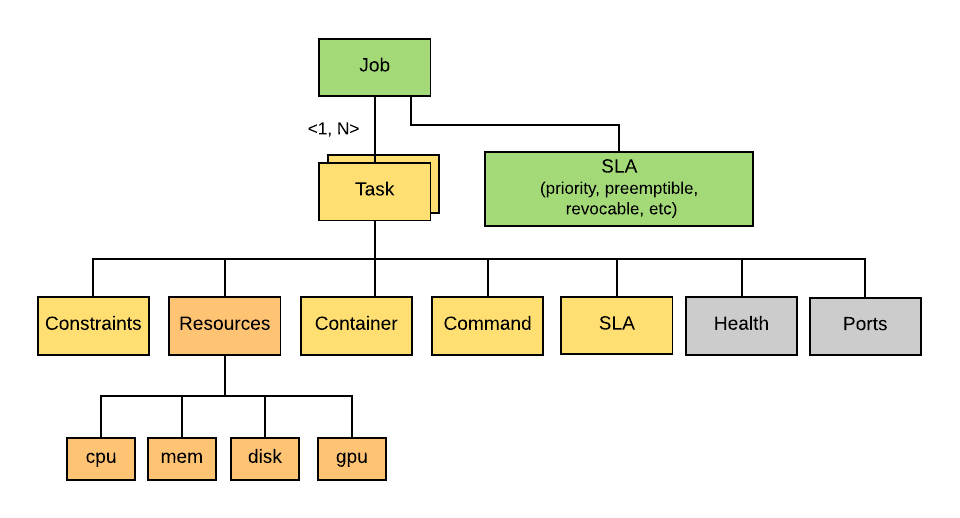 Job
<1, N>
Task
SLA
(priority, preemptible,
revocable, etc)
Constraints
Resources
Container
Command
SLA
Health
Ports
cpu
mem
disk
gpu